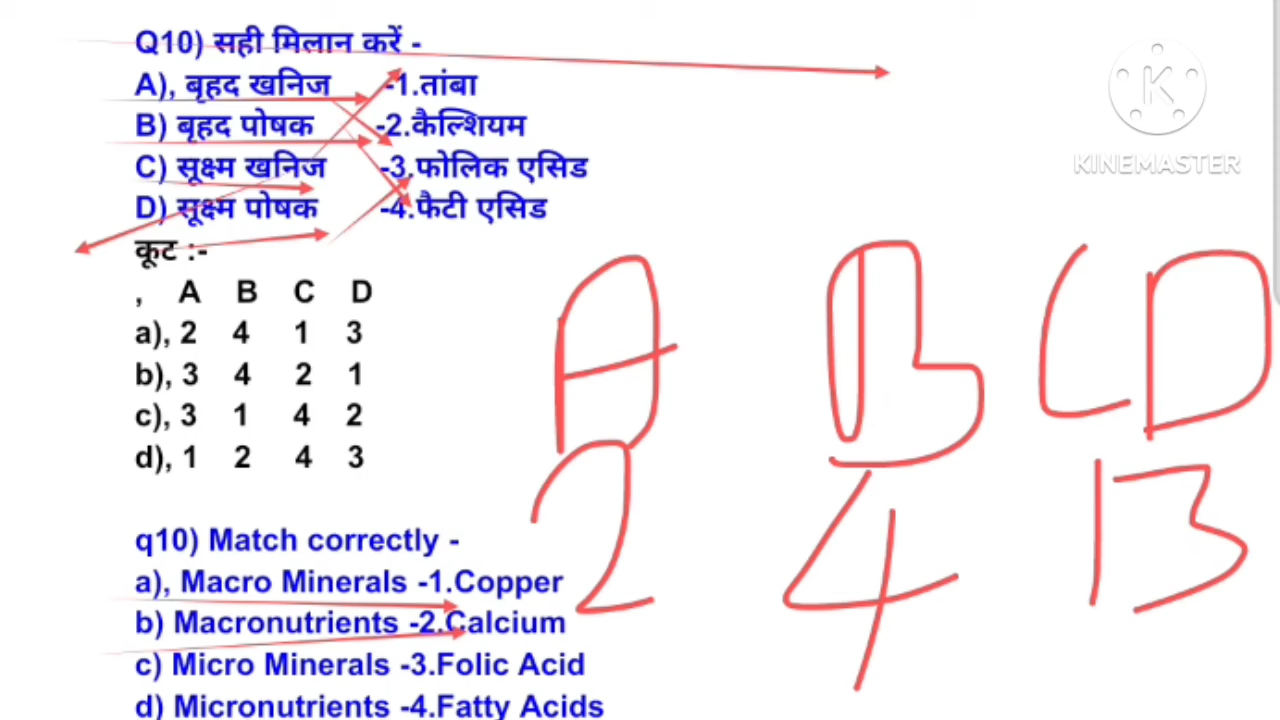 Q10) सही मिलान करें -
A), बृहद खनिज -1.तांबा
B) बृहद पोषक -2.कैल्शियम
C) सूक्ष्म खनिज -3.फोलिक एसिड
D) सूक्ष्म पोषक -4.फैटी एसिड
कूट :-
, A B C D
a), 2 4 1 3
b), 3 4 2 1
c), 3 1 4 2
d), 1 2 4 3
q10) Match correctly -
a), Macro Minerals -1.Copper
b) Macronutrients -2.Calcium
c) Micro Minerals -3.Folic Acid
d) Micronutrients -4.Fatty Acids
A B C D
2 4 1 3
K
KINEMASTER